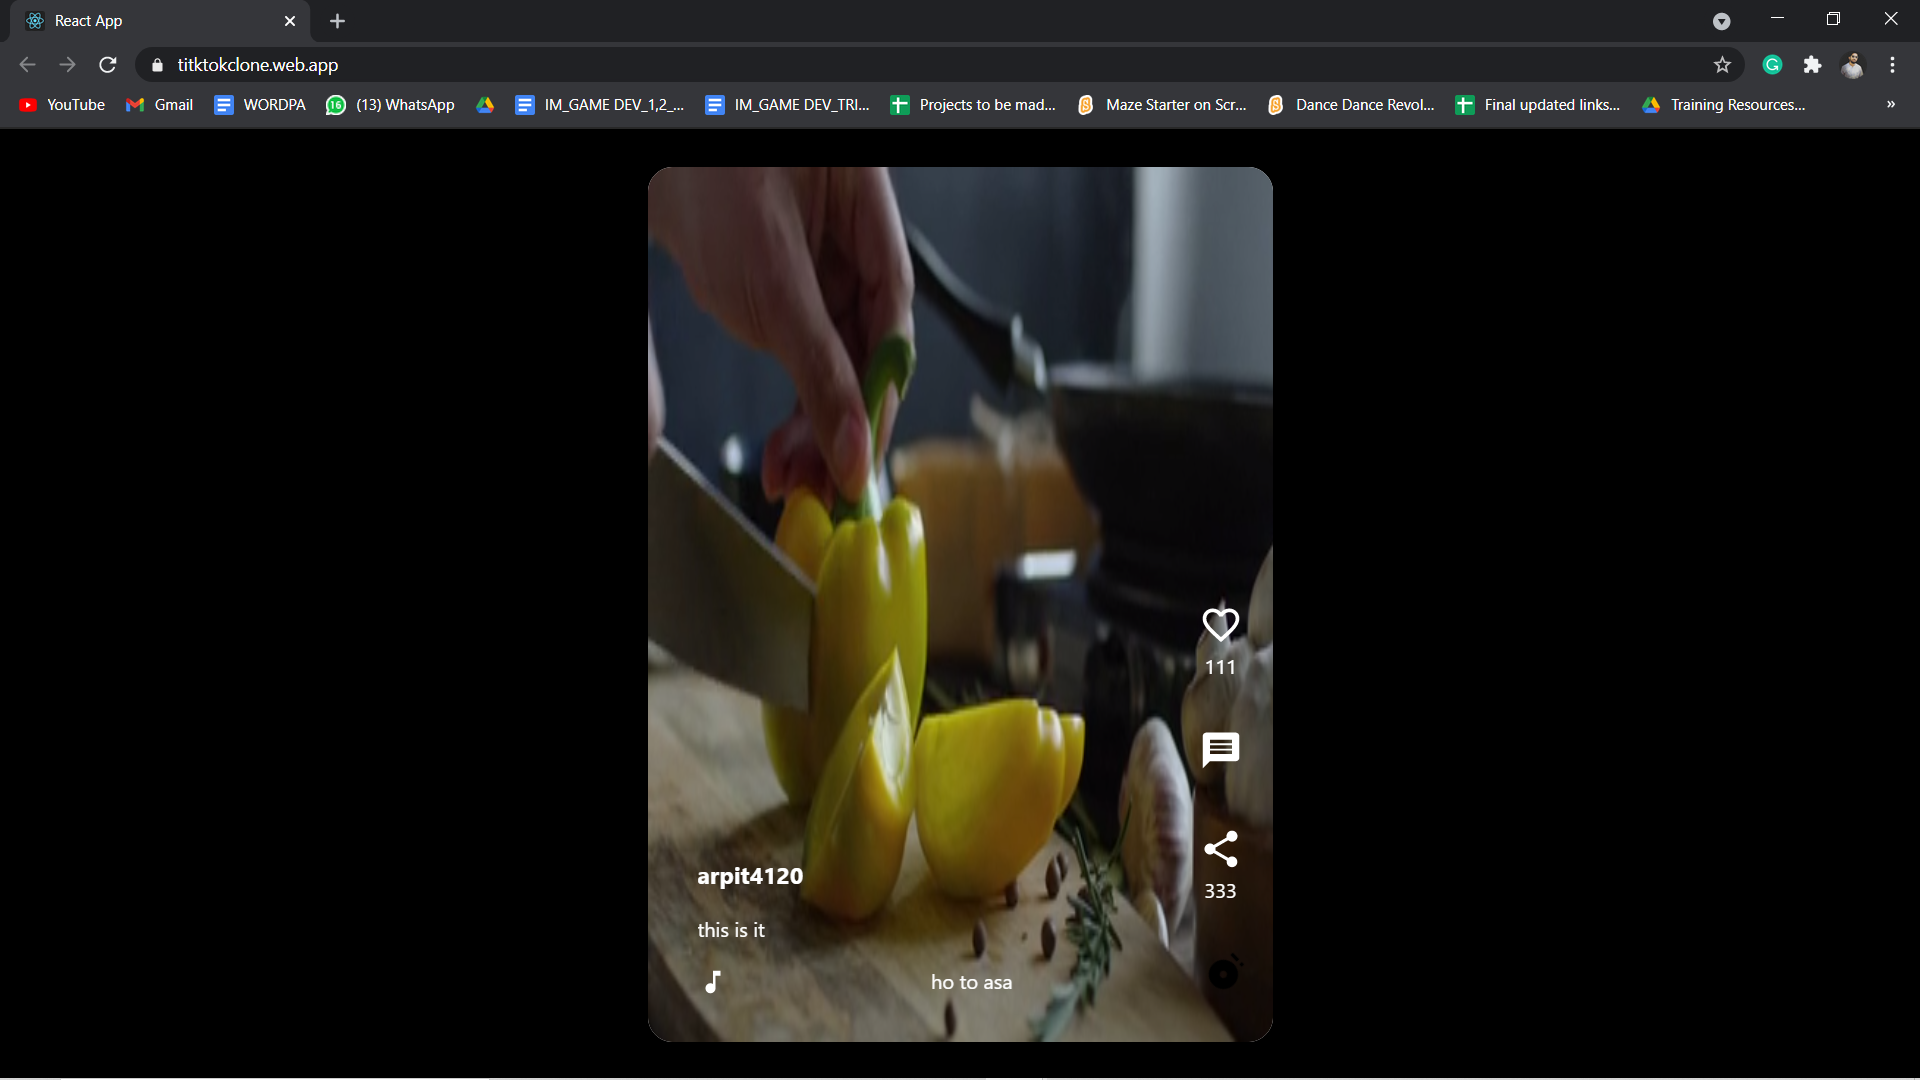 React App
titktokclone.web.app
YouTube Gmail WORDPA 16 (13) WhatsApp IM_GAME DEV_1,2_... IM_GAME DEV_TRI... Projects to be mad... Maze Starter on Scr... Dance Dance Revol... Final updated links... Training Resources... »
111
333
arpit4120
this is it
ho to asa